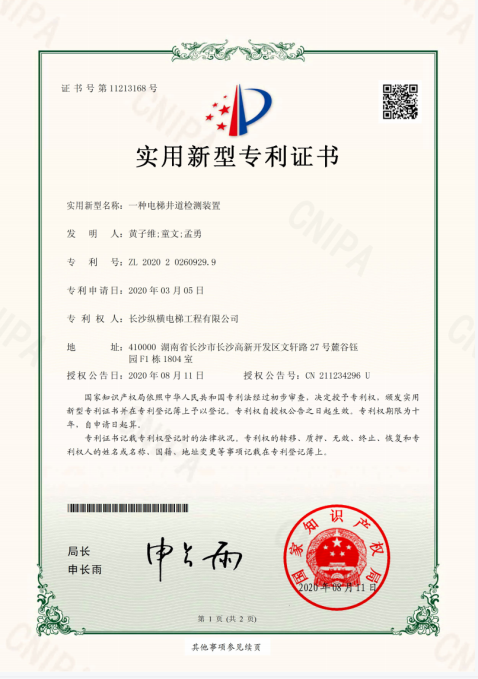 证书号第11213168号
实用新型专利证书
实用新型名称：一种电梯井道检测装置
发明人：黄子维;童文;孟勇
专利号：ZL 2020 2 0260929.9
专利申请日：2020年03月05日
专利权人：长沙纵横电梯工程有限公司
地址：410000 湖南省长沙市长沙高新开发区文轩路27号麓谷钰
园F1栋1804室
授权公告日：2020年08月11日 授权公告号：CN 211234296 U
国家知识产权局依照中华人民共和国专利法经过初步审查，决定授予专利权，颁发实用
新型专利证书并在专利登记簿上予以登记。专利权自授权公告之日起生效。专利权期限为十
年，自申请日起算。
专利证书记载专利权登记时的法律状况。专利权的转移、质押、无效、终止、恢复和专
利权人的姓名或名称、国籍、地址变更等事项记载在专利登记簿上。
局长
申长雨
申长雨
国家知识产权局
2020年08月11日
第 1 页 (共 2 页)
其他事项参见续页
CNIPA